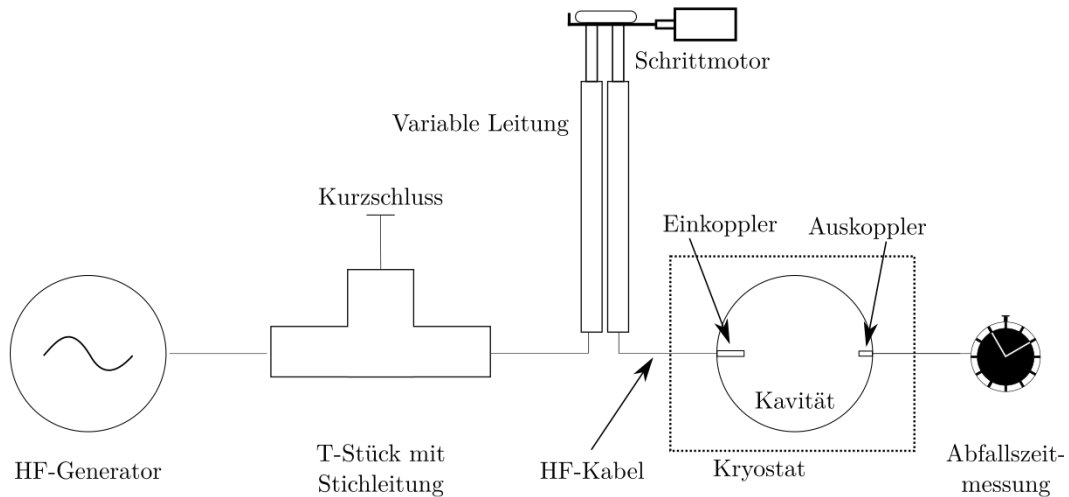 Schrittmotor
Variable Leitung
Kurzschluss
Einkoppler
Auskoppler
Kavität
HF-Generator
T-Stück mit
Stichleitung
HF-Kabel
Kryostat
Abfallszeit-
messung